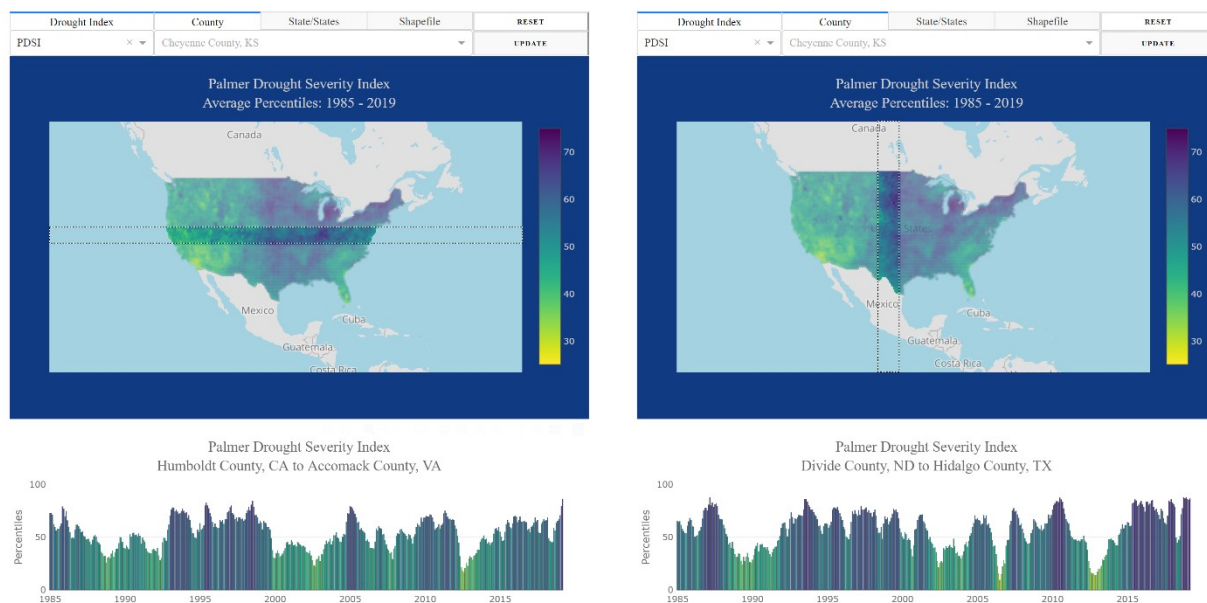 Drought Index County State/States Shapefile RESET
PDSI × Cheyenne County, KS UPDATE
Palmer Drought Severity Index
Average Percentiles: 1985 - 2019
Canada
Mexico
Cuba
Guatemala
Costa Rica
70
60
50
40
30
Palmer Drought Severity Index
Humboldt County, CA to Accomack County, VA
Percentiles
100
50
0
1985 1990 1995 2000 2005 2010 2015
Drought Index County State/States Shapefile RESET
PDSI × Cheyenne County, KS UPDATE
Palmer Drought Severity Index
Average Percentiles: 1985 - 2019
Canada
States
Mexico
Cuba
Guatemala
Costa Rica
70
60
50
40
30
Palmer Drought Severity Index
Divide County, ND to Hidalgo County, TX
Percentiles
100
50
0
1985 1990 1995 2000 2005 2010 2015